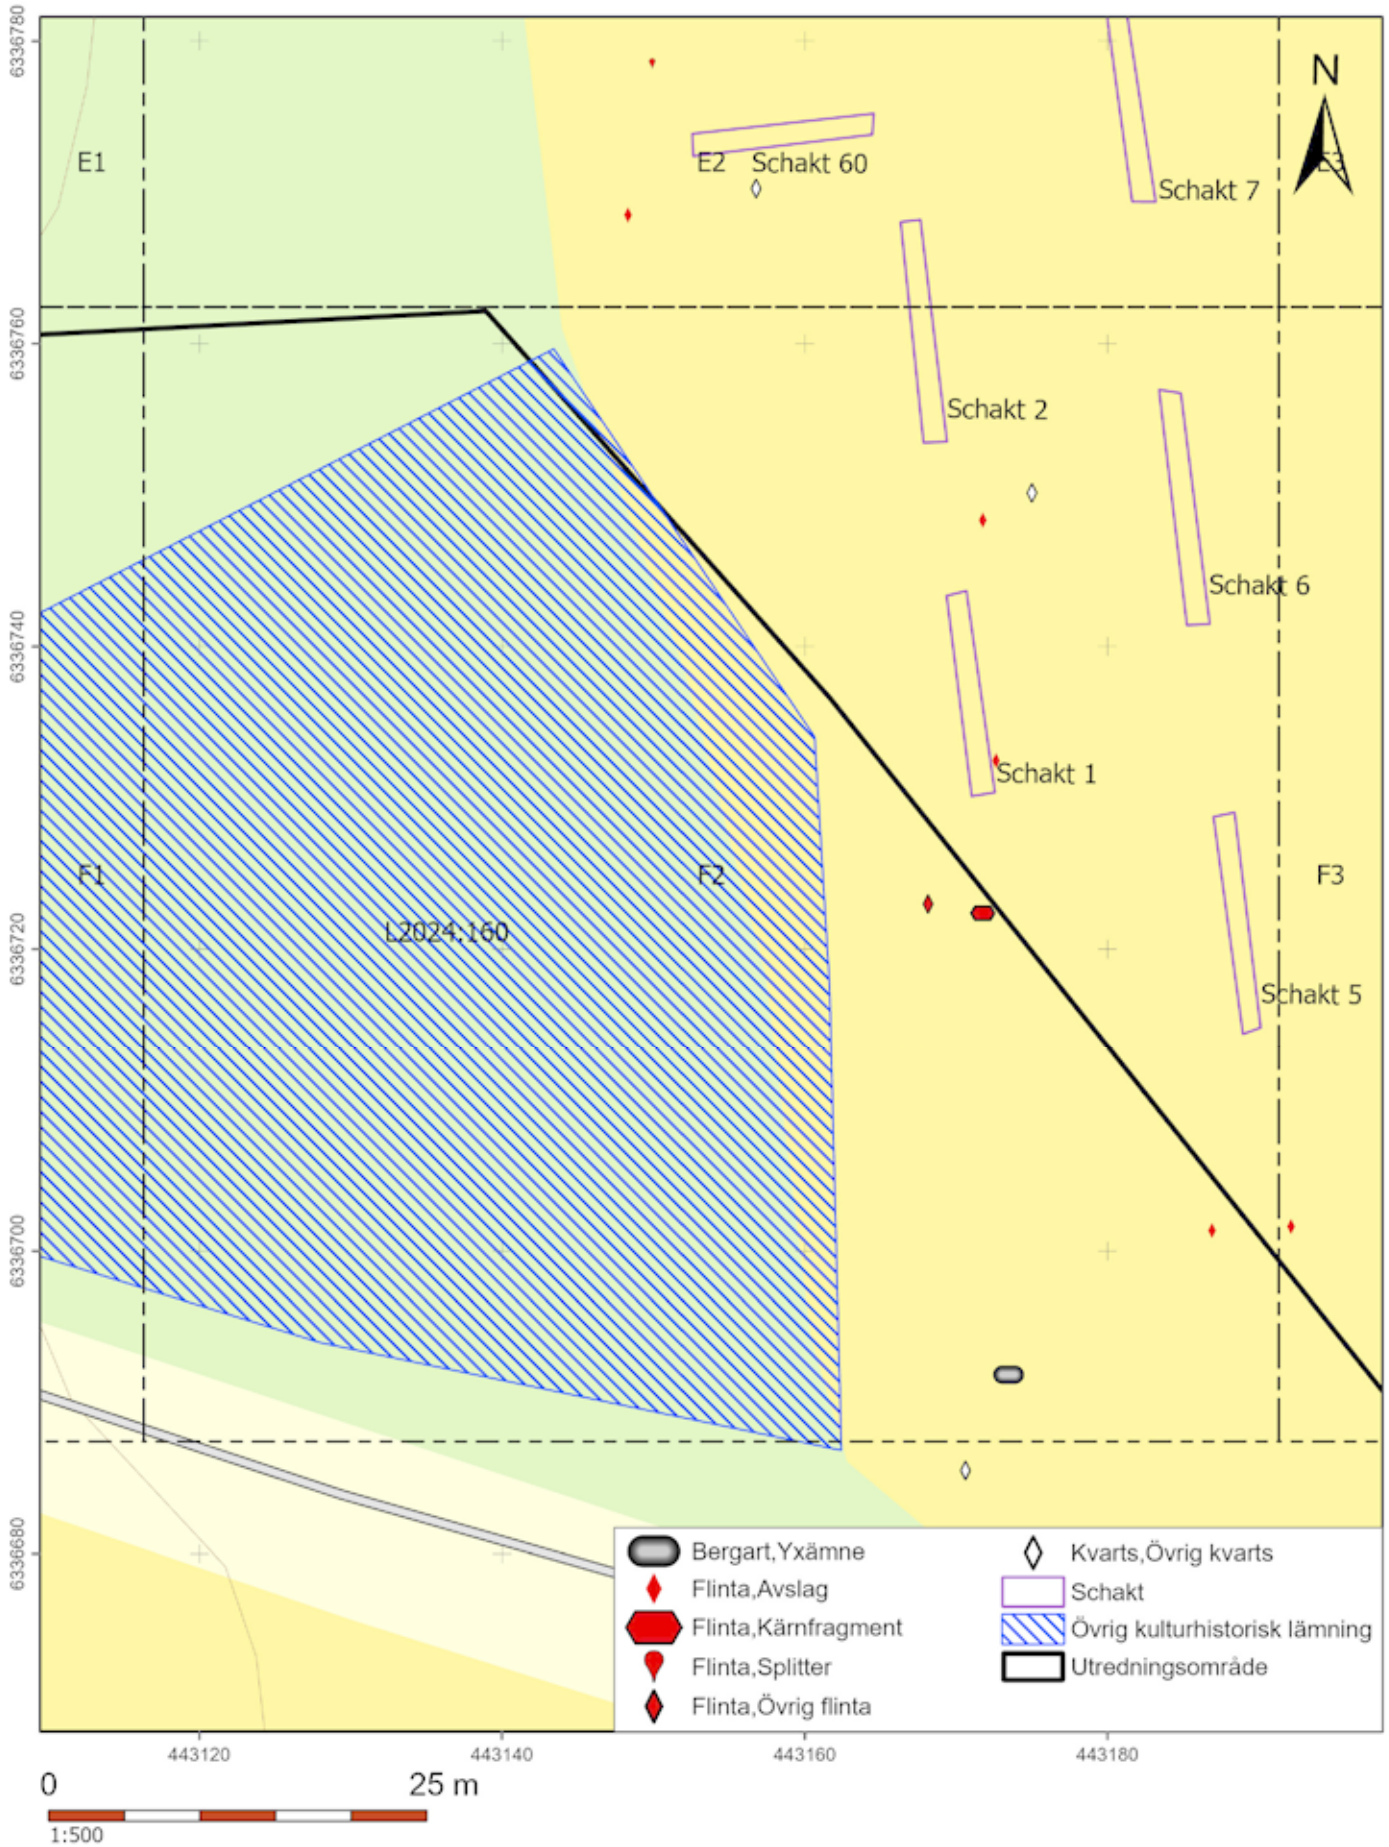 6336780
N
E1
E2
Schakt 60
E3
Schakt 7
6336760
Schakt 2
Schakt 6
6336740
Schakt 1
F1
F2
F3
L2024:160
6336720
Schakt 5
6336700
6336680
Bergart,Yxämne
Flinta,Avslag
Flinta,Kärnfragment
Flinta,Splitter
Flinta,Övrig flinta
Kvarts,Övrig kvarts
Schakt
Övrig kulturhistorisk lämning
Utredningsområde
443120
443140
443160
443180
0
25 m
1:500